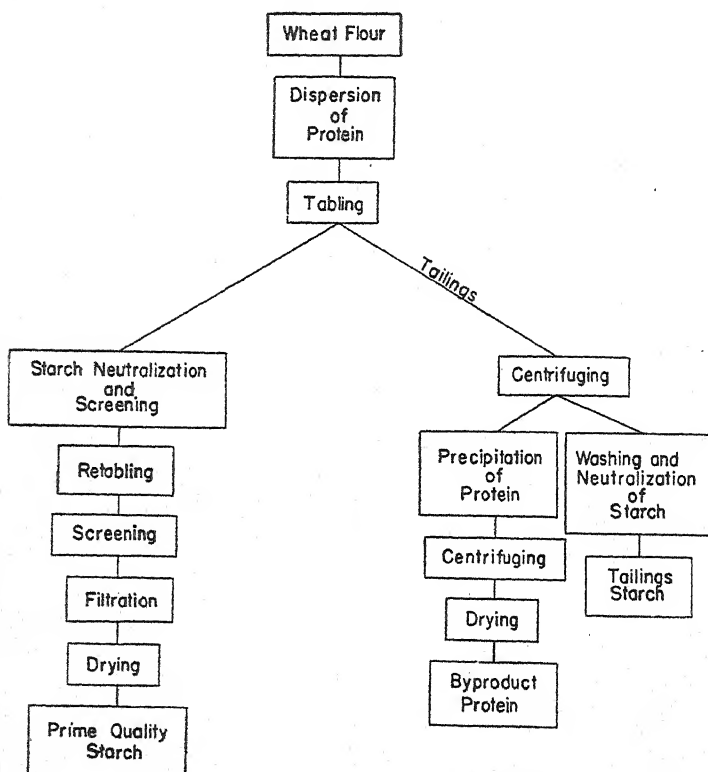 Wheat Flour
Dispersion
of
Protein
Tabling
Tailings
Starch Neutralization
and
Screening
Retabling
Screening
Filtration
Drying
Prime Quality
Starch
Centrifuging
Precipitation
of
Protein
Centrifuging
Drying
Byproduct
Protein
Washing and
Neutralization
of
Starch
Tailings
Starch